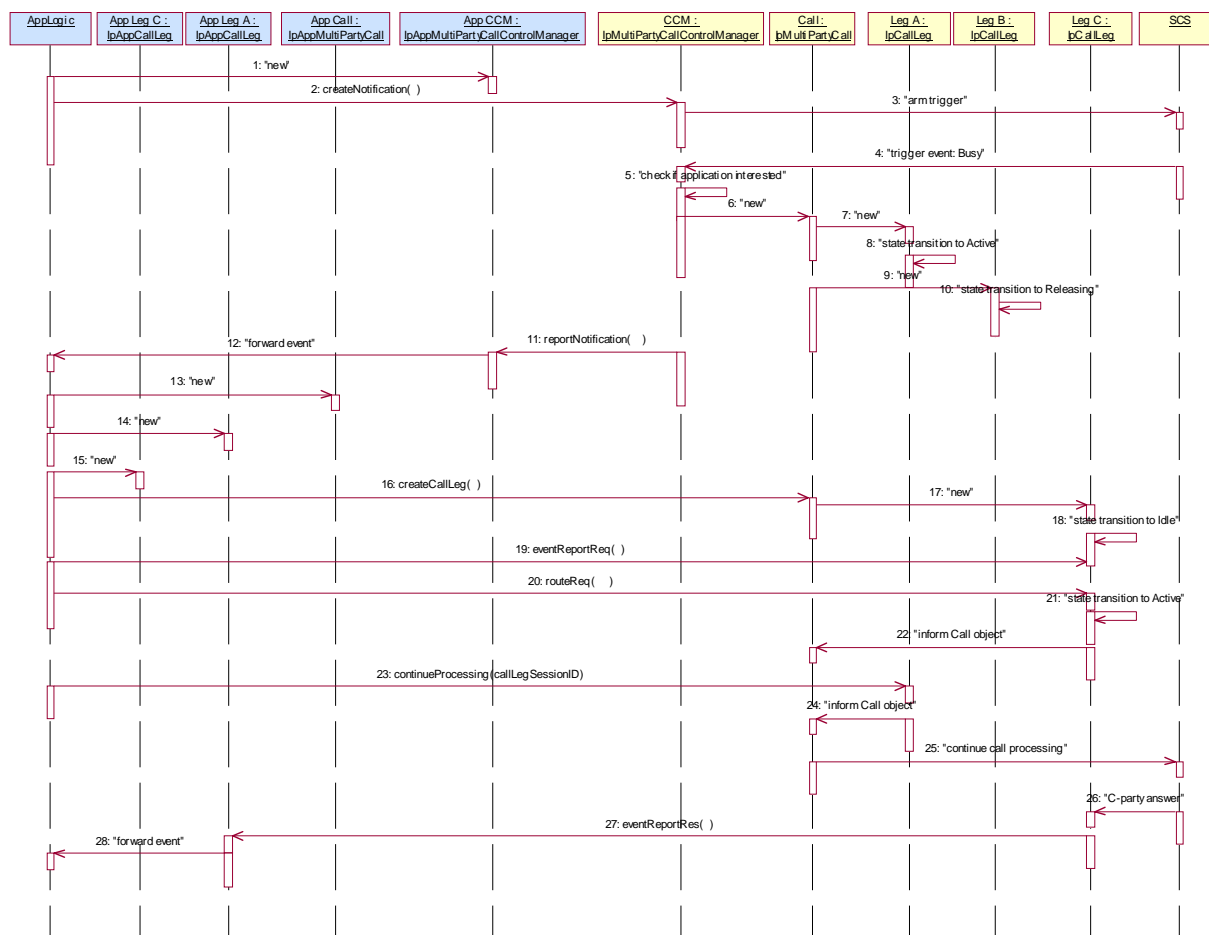 AppLogic
App Leg C :
IpAppCallLeg
App Leg A :
IpAppCallLeg
App Call :
IpAppMultiPartyCall
App CCM :
IpAppMultiPartyCallControlManager
CCM :
IpMultiPartyCallControlManager
Call :
IpMultiPartyCall
Leg A :
IpCallLeg
Leg B :
IpCallLeg
Leg C :
IpCallLeg
SCS
1: "new"
2: createNotification( )
3: "arm trigger"
4: "trigger event: Busy"
5: "check if application interested"
6: "new"
7: "new"
8: "state transition to Active"
9: "new"
10: "state transition to Releasing"
11: reportNotification( )
12: "forward event"
13: "new"
14: "new"
15: "new"
16: createCallLeg( )
17: "new"
18: "state transition to Idle"
19: eventReportReq( )
20: routeReq( )
21: "state transition to Active"
22: "inform Call object"
23: continueProcessing(callLegSessionID)
24: "inform Call object"
25: "continue call processing"
26: "C-party answer"
27: eventReportRes( )
28: "forward event"